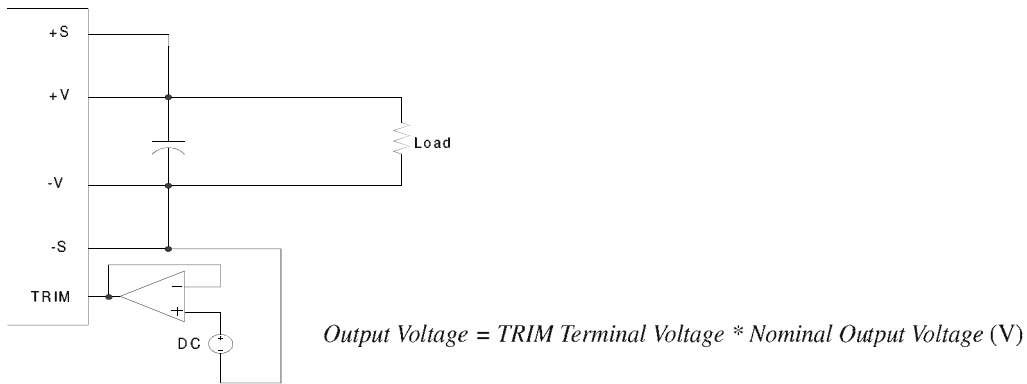 +S
+V
Load
-V
-S
TRIM
−
+
DC
+
-
Output Voltage = TRIM Terminal Voltage * Nominal Output Voltage (V)